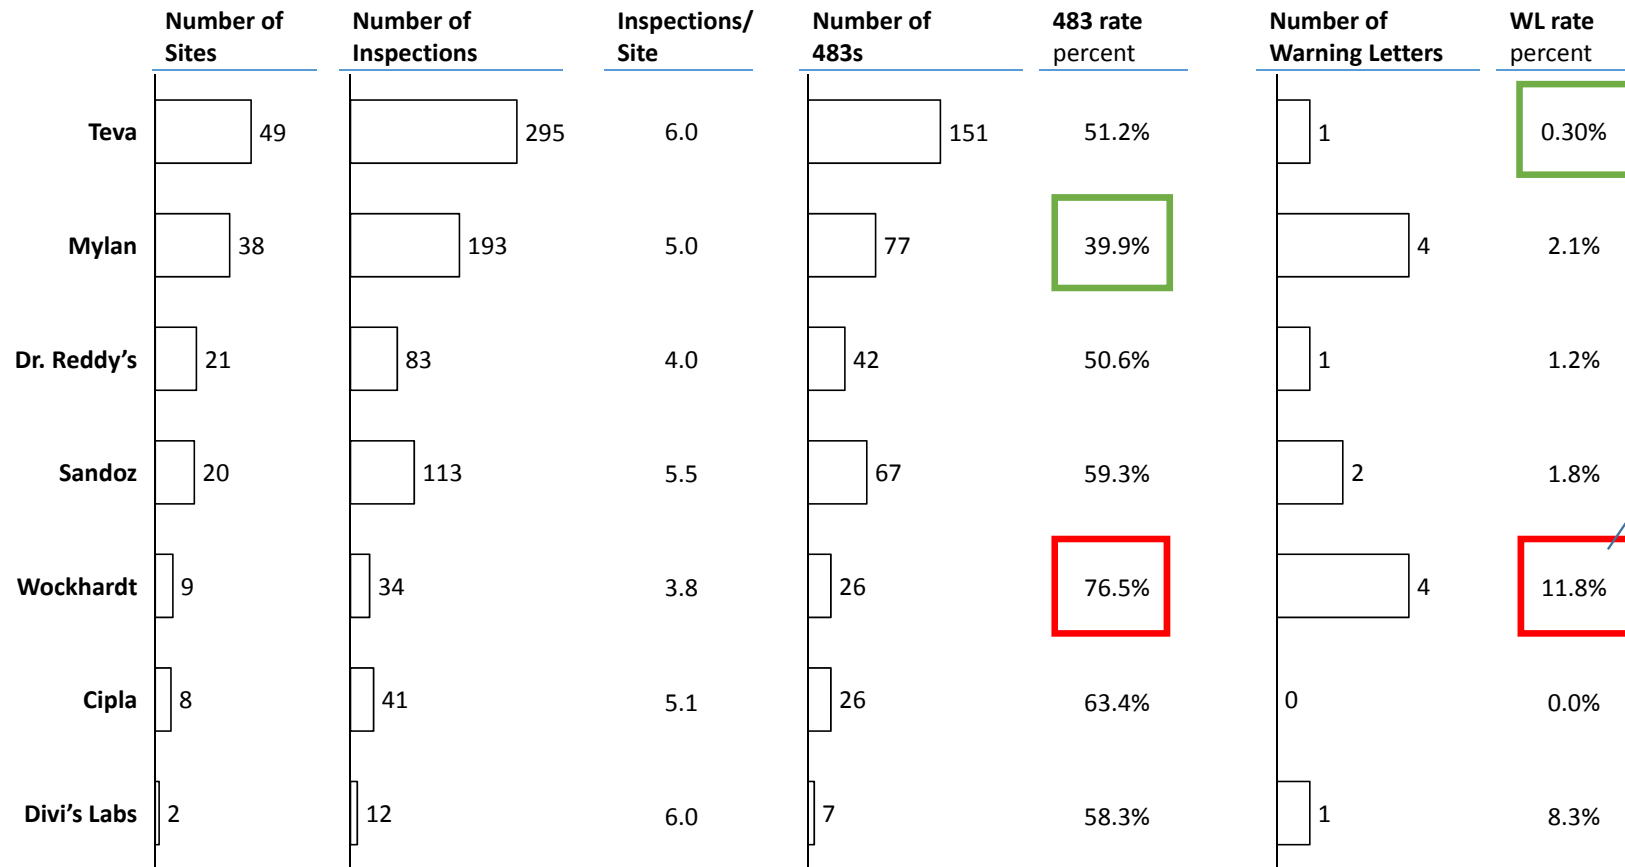 Number of Sites Number of Inspections Inspections/ Site Number of 483s 483 rate percent Number of Warning Letters WL rate percent
Teva 49 295 6.0 151 51.2% 1 0.30%
Mylan 38 193 5.0 77 39.9% 4 2.1%
Dr. Reddy’s 21 83 4.0 42 50.6% 1 1.2%
Sandoz 20 113 5.5 67 59.3% 2 1.8%
Wockhardt 9 34 3.8 26 76.5% 4 11.8%
Cipla 8 41 5.1 26 63.4% 0 0.0%
Divi’s Labs 2 12 6.0 7 58.3% 1 8.3%